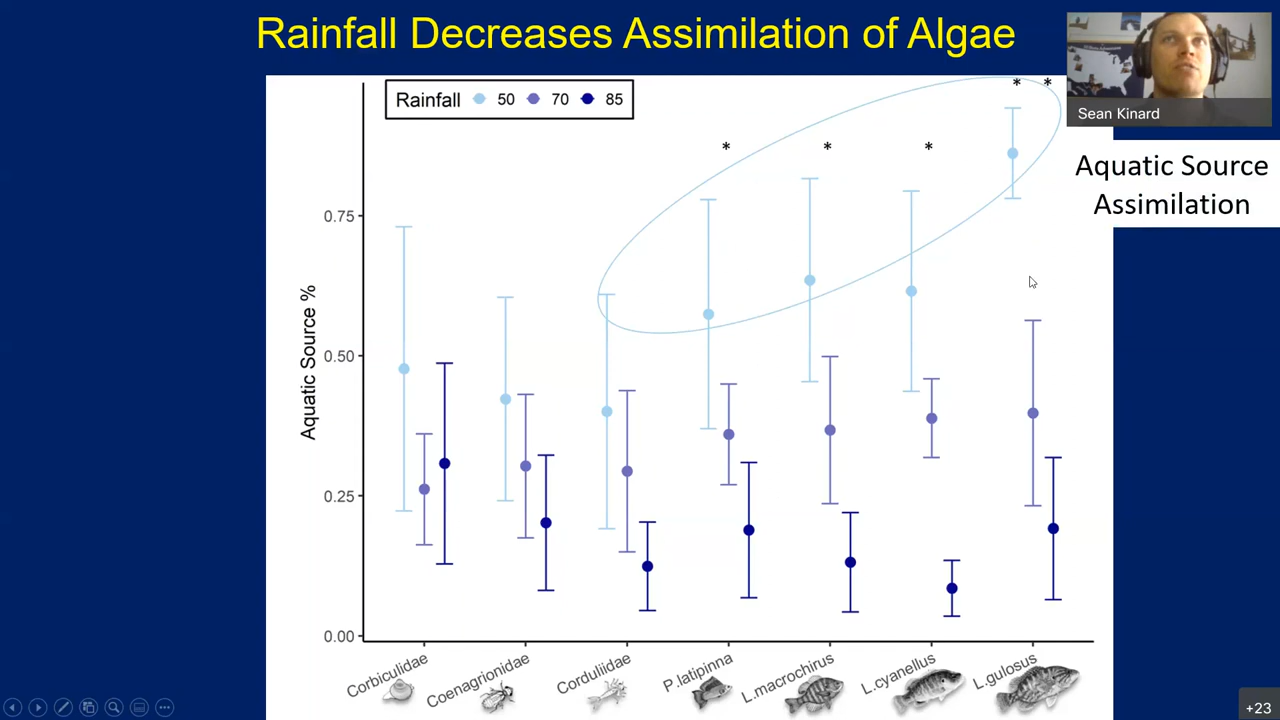 Rainfall Decreases Assimilation of Algae
Sean Kinard
Aquatic Source
Assimilation
Rainfall 50 70 85
* * * * *
Aquatic Source %
0.75
0.50
0.25
0.00
Corbiculidae
Coenagrionidae
Corduliidae
P.latipinna
L.macrochirus
L.cyanellus
L.gulosus
+23